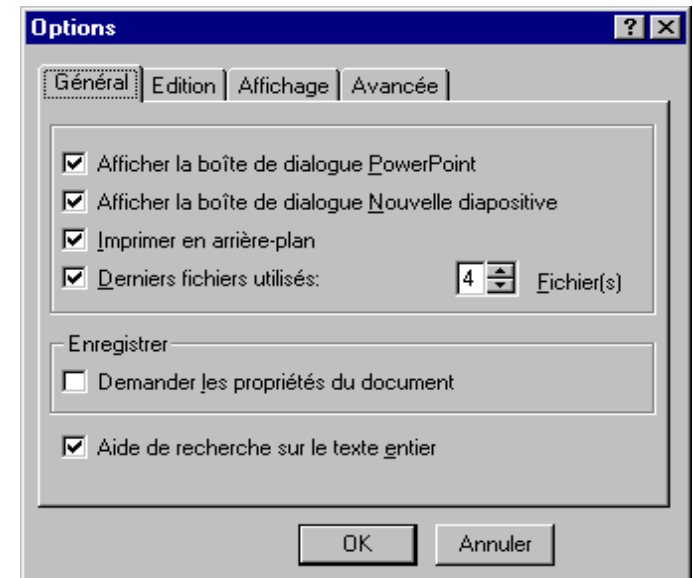 Options
Général Edition Affichage Avancée
Afficher la boîte de dialogue PowerPoint
Afficher la boîte de dialogue Nouvelle diapositive
Imprimer en arrière-plan
Derniers fichiers utilisés: 4 Fichier(s)
Enregistrer
Demander les propriétés du document
Aide de recherche sur le texte entier
OK Annuler